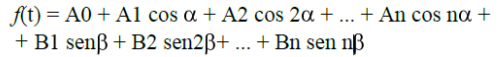 f(t) = A0 + A1 cos α + A2 cos 2α + ... + An cos nα +
+ B1 senβ + B2 sen2β+ ... + Bn sen nβ